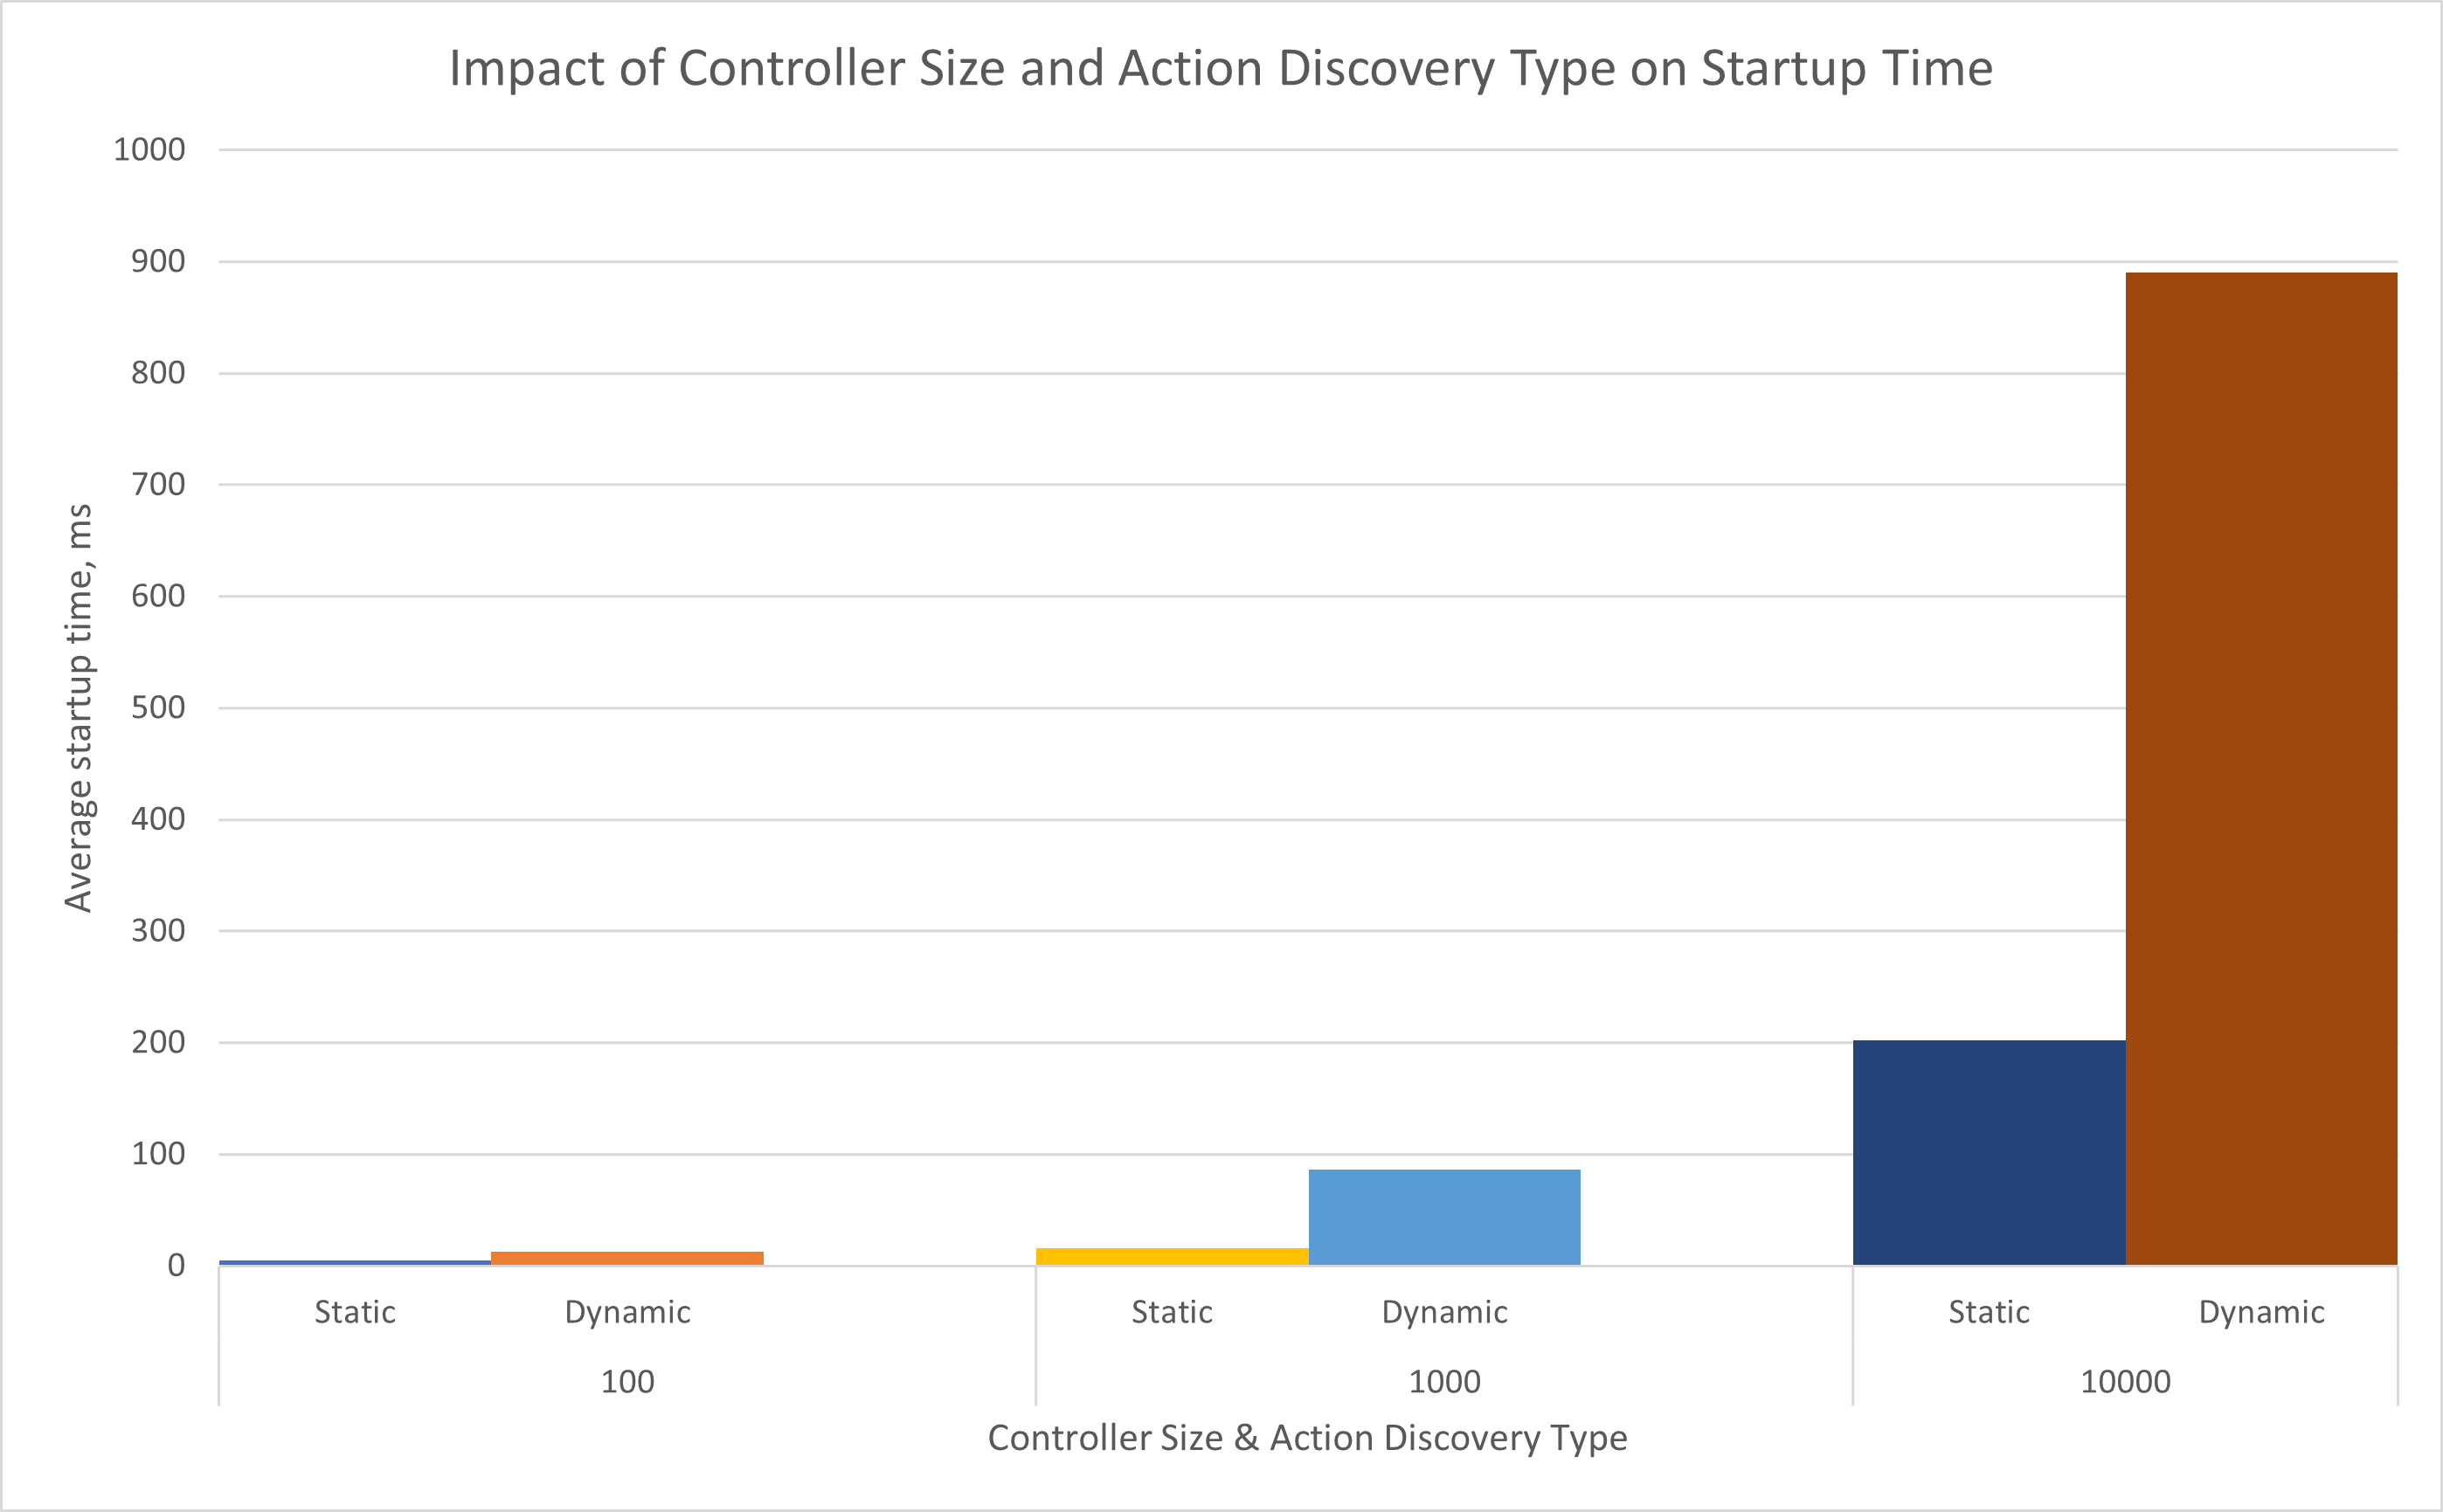 Impact of Controller Size and Action Discovery Type on Startup Time
1000
900
800
700
600
500
400
300
200
100
0
Average startup time, ms
Static Dynamic Static Dynamic Static Dynamic
100 1000 10000
Controller Size & Action Discovery Type